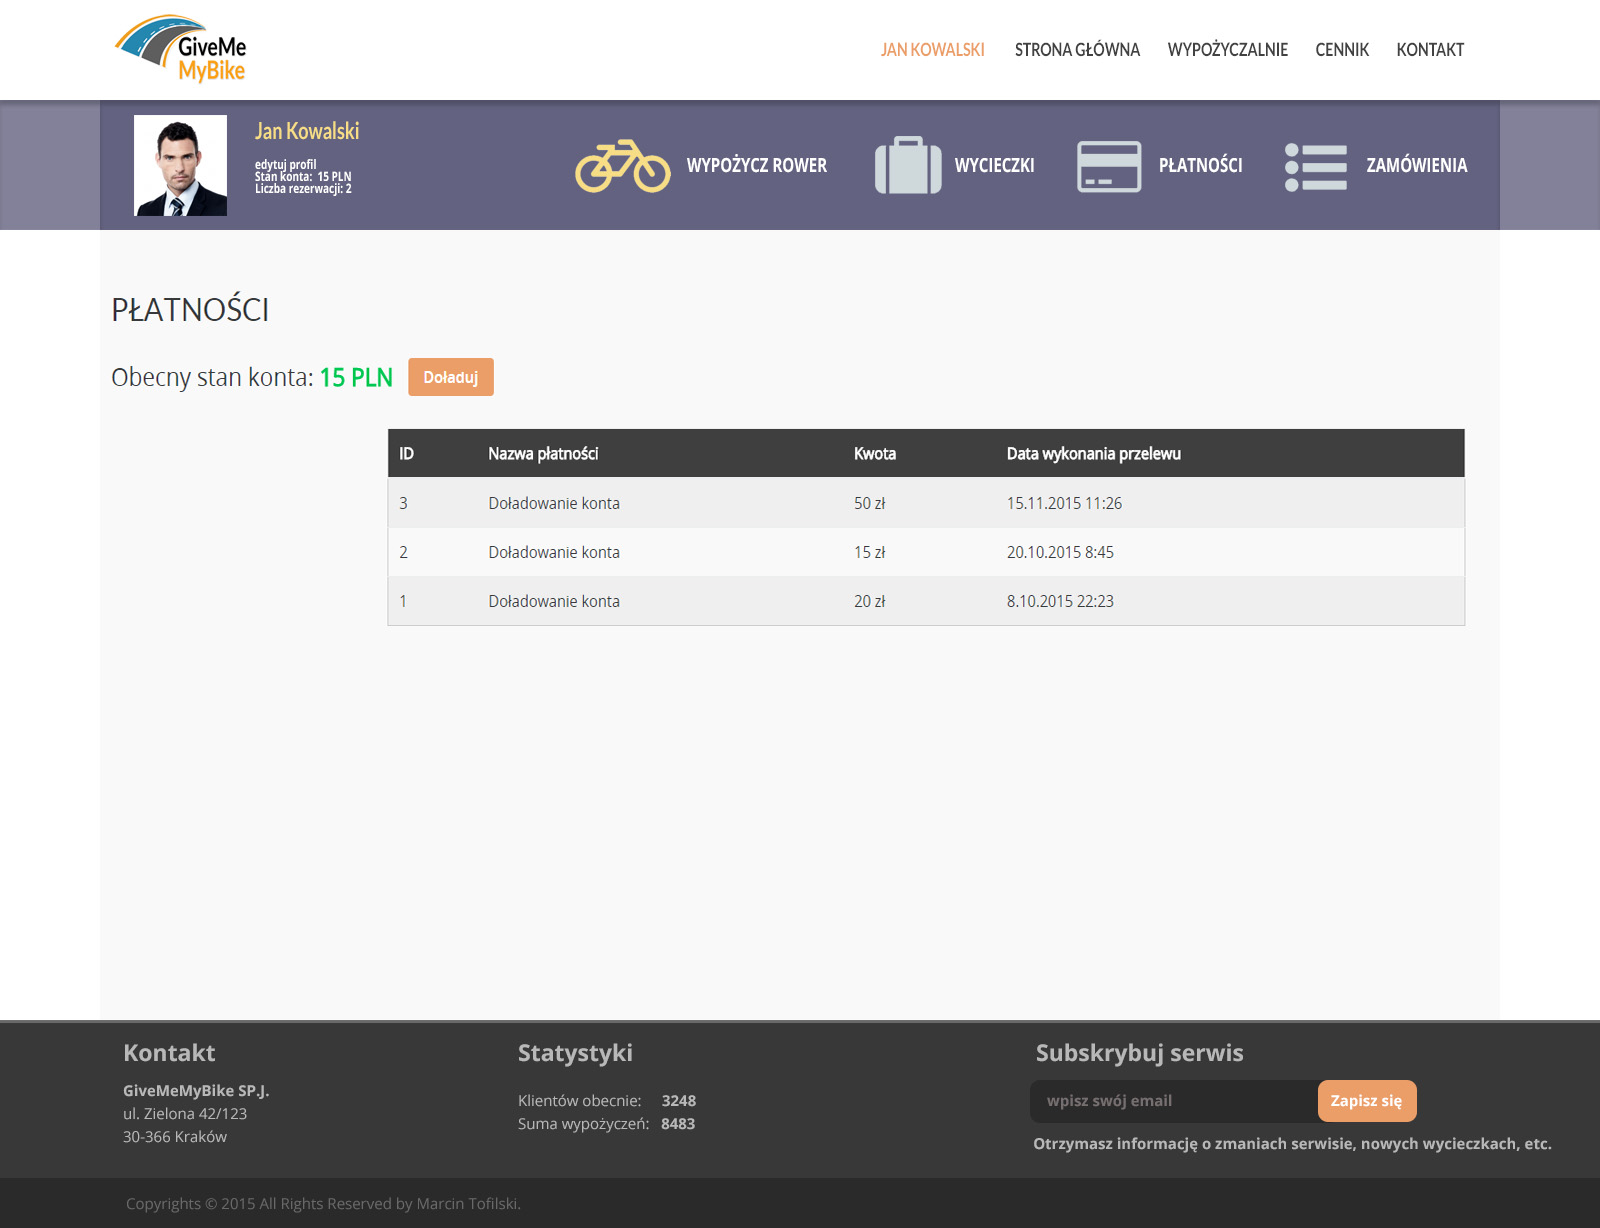 GiveMe
MyBike
JAN KOWALSKI STRONA GŁÓWNA WYPOŻYCZALNIE CENNIK KONTAKT
Jan Kowalski
edytuj profil
Stan konta: 15 PLN
Liczba rezerwacji: 2
WYPOŻYCZ ROWER WYCIECZKI PŁATNOŚCI ZAMÓWIENIA
PŁATNOŚCI
Obecny stan konta: 15 PLN Doładuj
ID Nazwa płatności Kwota Data wykonania przelewu
3 Doładowanie konta 50 zł 15.11.2015 11:26
2 Doładowanie konta 15 zł 20.10.2015 8:45
1 Doładowanie konta 20 zł 8.10.2015 22:23
Kontakt
GiveMeMyBike SP.J.
ul. Zielona 42/123
30-366 Kraków
Statystyki
Klientów obecnie: 3248
Suma wypożyczeń: 8483
Subskrybuj serwis
wpisz swój email Zapisz się
Otrzymasz informację o zmaniach serwisie, nowych wycieczkach, etc.
Copyrights © 2015 All Rights Reserved by Marcin Tofilski.